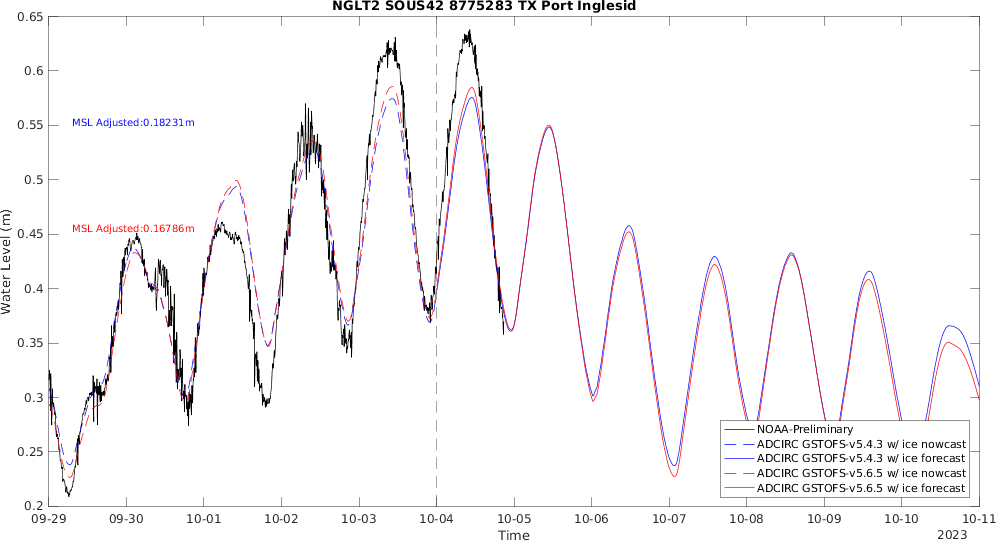 NGLT2 SOUS42 8775283 TX Port Inglesid
Water Level (m)
0.65
0.6
0.55
0.5
0.45
0.4
0.35
0.3
0.25
0.2
MSL Adjusted:0.18231m
MSL Adjusted:0.16786m
NOAA-Preliminary
ADCIRC GSTOFS-v5.4.3 w/ ice nowcast
ADCIRC GSTOFS-v5.4.3 w/ ice forecast
ADCIRC GSTOFS-v5.6.5 w/ ice nowcast
ADCIRC GSTOFS-v5.6.5 w/ ice forecast
09-29 09-30 10-01 10-02 10-03 10-04 10-05 10-06 10-07 10-08 10-09 10-10 10-11
Time
2023